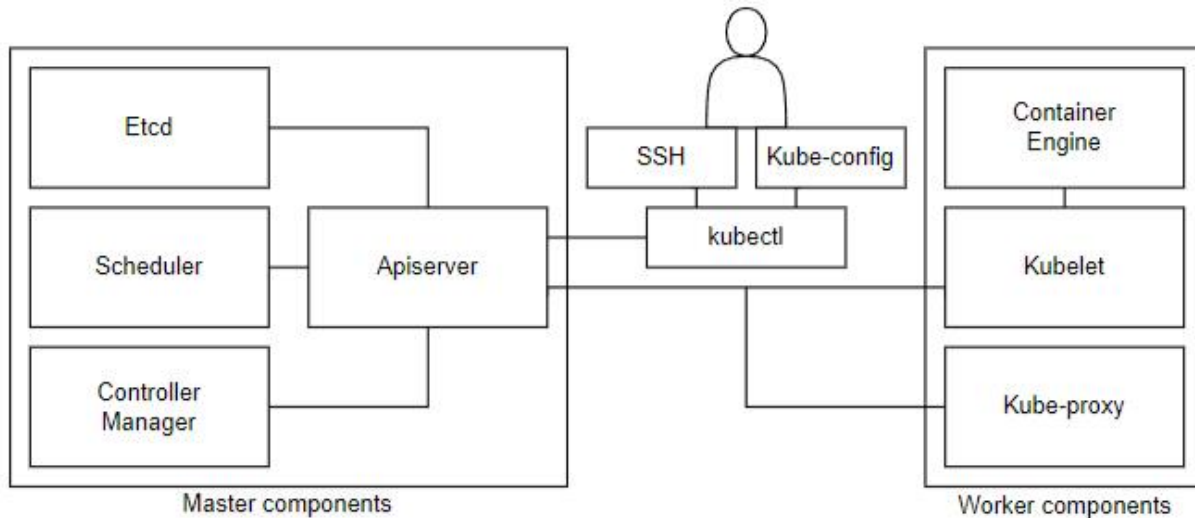 Etcd
Scheduler
Controller
Manager
Apiserver
SSH
Kube-config
kubectl
Container
Engine
Kubelet
Kube-proxy
Master components
Worker components